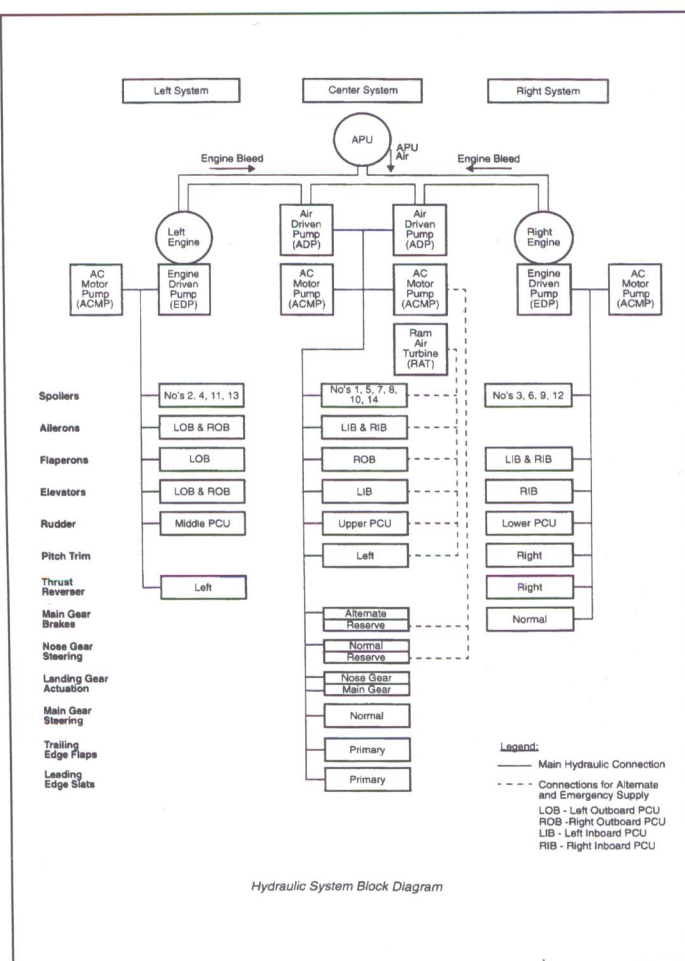 Left System
Center System
Right System
APU
APU
Air
Engine Bleed
Engine Bleed
Left
Engine
Air
Driven
Pump
(ADP)
Air
Driven
Pump
(ADP)
Right
Engine
AC
Motor
Pump
(ACMP)
Engine
Driven
Pump
(EDP)
AC
Motor
Pump
(ACMP)
AC
Motor
Pump
(ACMP)
Engine
Driven
Pump
(EDP)
AC
Motor
Pump
(ACMP)
Ram
Air
Turbine
(RAT)
Spoilers
No's 2, 4, 11, 13
No's 1, 5, 7, 8,
10, 14
No's 3, 6, 9, 12
Ailerons
LOB & ROB
LIB & RIB
Flaperons
LOB
ROB
LIB & RIB
Elevators
LOB & ROB
LIB
RIB
Rudder
Middle PCU
Upper PCU
Lower PCU
Pitch Trim
Left
Right
Thrust
Reverser
Left
Right
Main Gear
Brakes
Alternate
Reserve
Normal
Nose Gear
Steering
Normal
Reserve
Landing Gear
Actuation
Nose Gear
Main Gear
Main Gear
Steering
Normal
Trailing
Edge Flaps
Primary
Leading
Edge Slats
Primary
Legend:
Main Hydraulic Connection
Connections for Alternate
and Emergency Supply
LOB - Left Outboard PCU
ROB -Right Outboard PCU
LIB - Left Inboard PCU
RIB - Right Inboard PCU
Hydraulic System Block Diagram